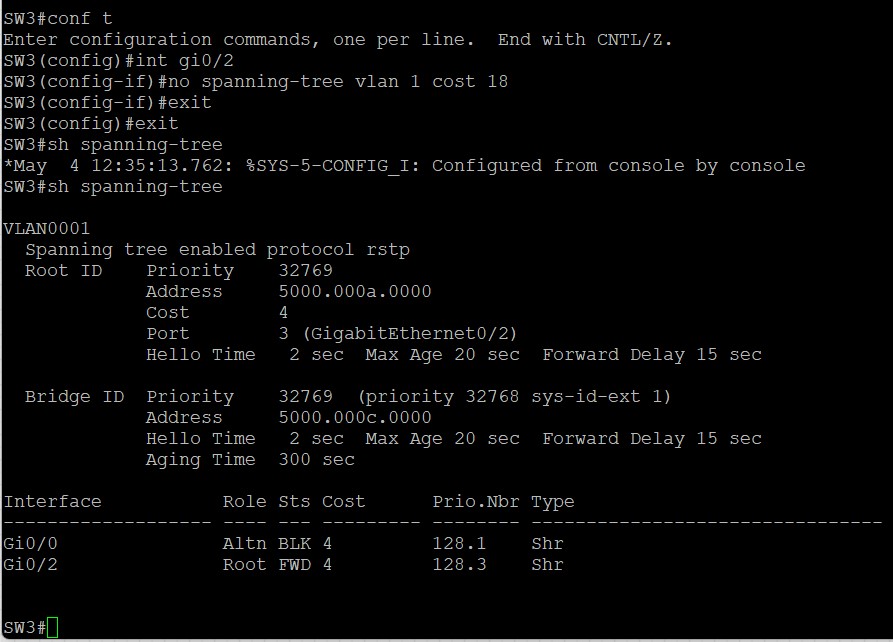 SW3#conf t
Enter configuration commands, one per line.  End with CNTL/Z.
SW3(config)#int gi0/2
SW3(config-if)#no spanning-tree vlan 1 cost 18
SW3(config-if)#exit
SW3(config)#exit
SW3#sh spanning-tree
*May  4 12:35:13.762: %SYS-5-CONFIG_I: Configured from console by console
SW3#sh spanning-tree

VLAN0001
  Spanning tree enabled protocol rstp
  Root ID    Priority    32769
             Address     5000.000a.0000
             Cost        4
             Port        3 (GigabitEthernet0/2)
             Hello Time   2 sec  Max Age 20 sec  Forward Delay 15 sec

  Bridge ID  Priority    32769  (priority 32768 sys-id-ext 1)
             Address     5000.000c.0000
             Hello Time   2 sec  Max Age 20 sec  Forward Delay 15 sec
             Aging Time  300 sec

Interface           Role Sts Cost      Prio.Nbr Type
------------------- ---- --- --------- -------- --------------------------------
Gi0/0               Altn BLK 4         128.1    Shr
Gi0/2               Root FWD 4         128.3    Shr

SW3#